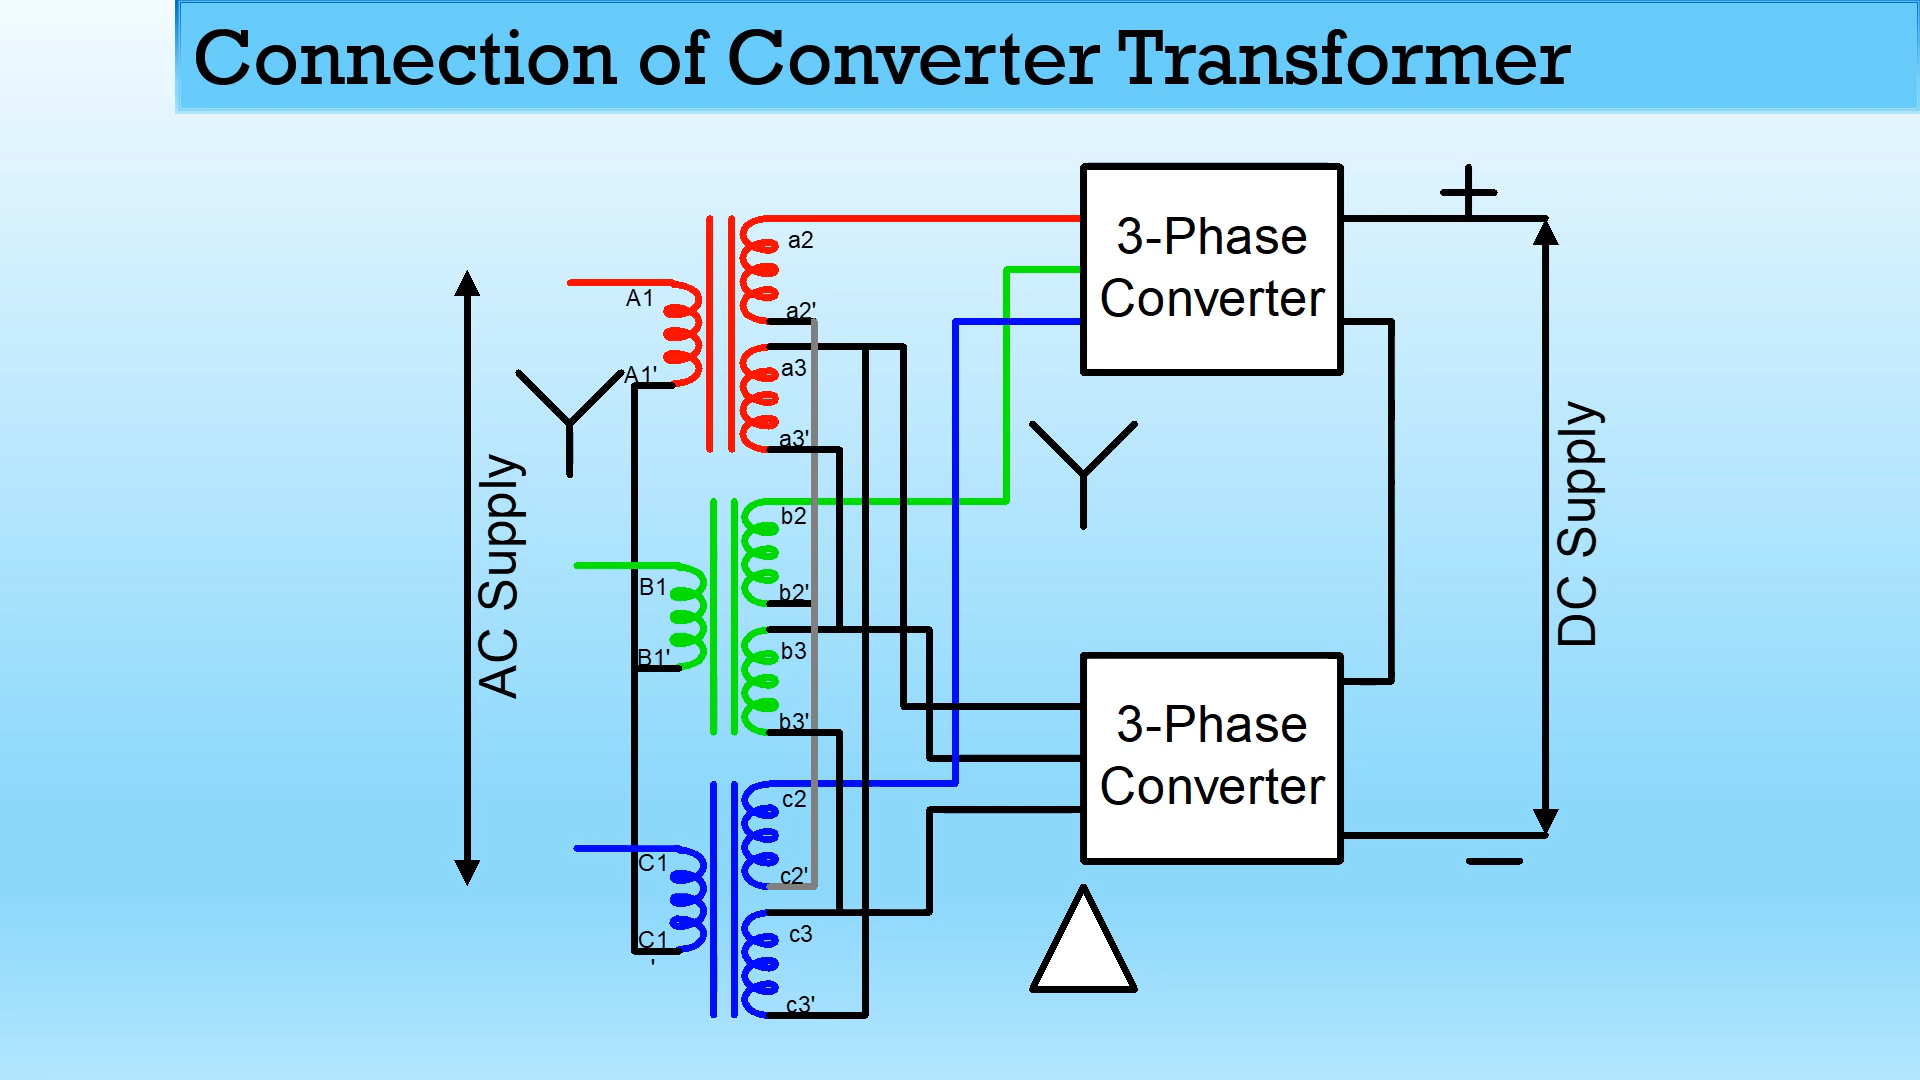 Connection of Converter Transformer
3-Phase
Converter
a2
A1
a2'
a3
A1'
a3'
AC Supply
DC Supply
b2
B1
b2'
b3
B1'
b3'
3-Phase
Converter
c2
C1
c2'
c3
C1
'
c3'